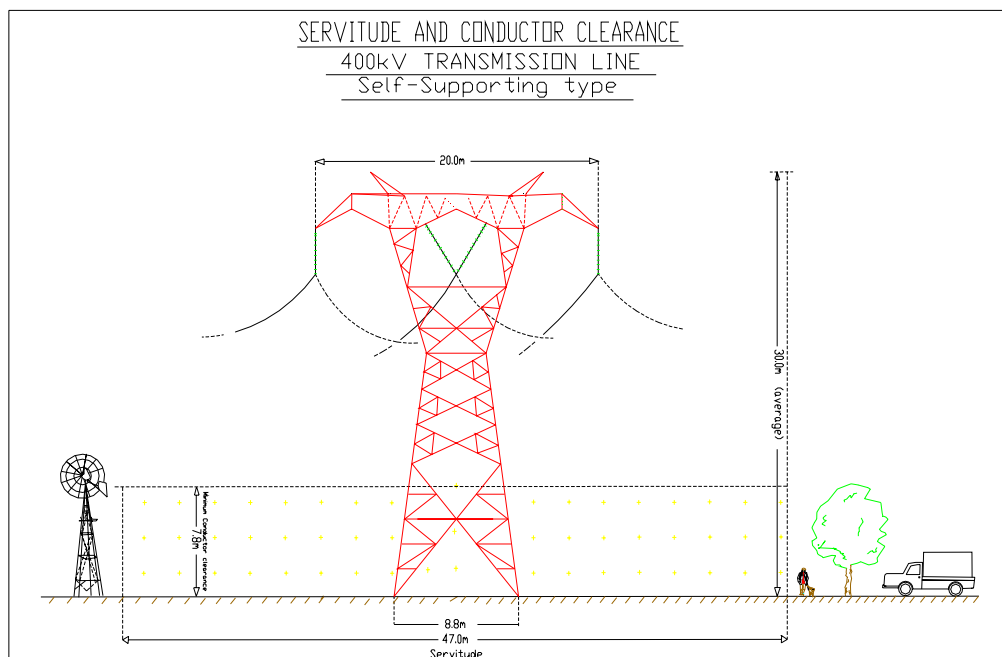 SERVITUDE AND CONDUCTOR CLEARANCE
400kV TRANSMISSION LINE
Self-Supporting type
20.0m
30.0m (average)
Minimum Conductor clearance
7.8m
8.8m
47.0m
Servitude